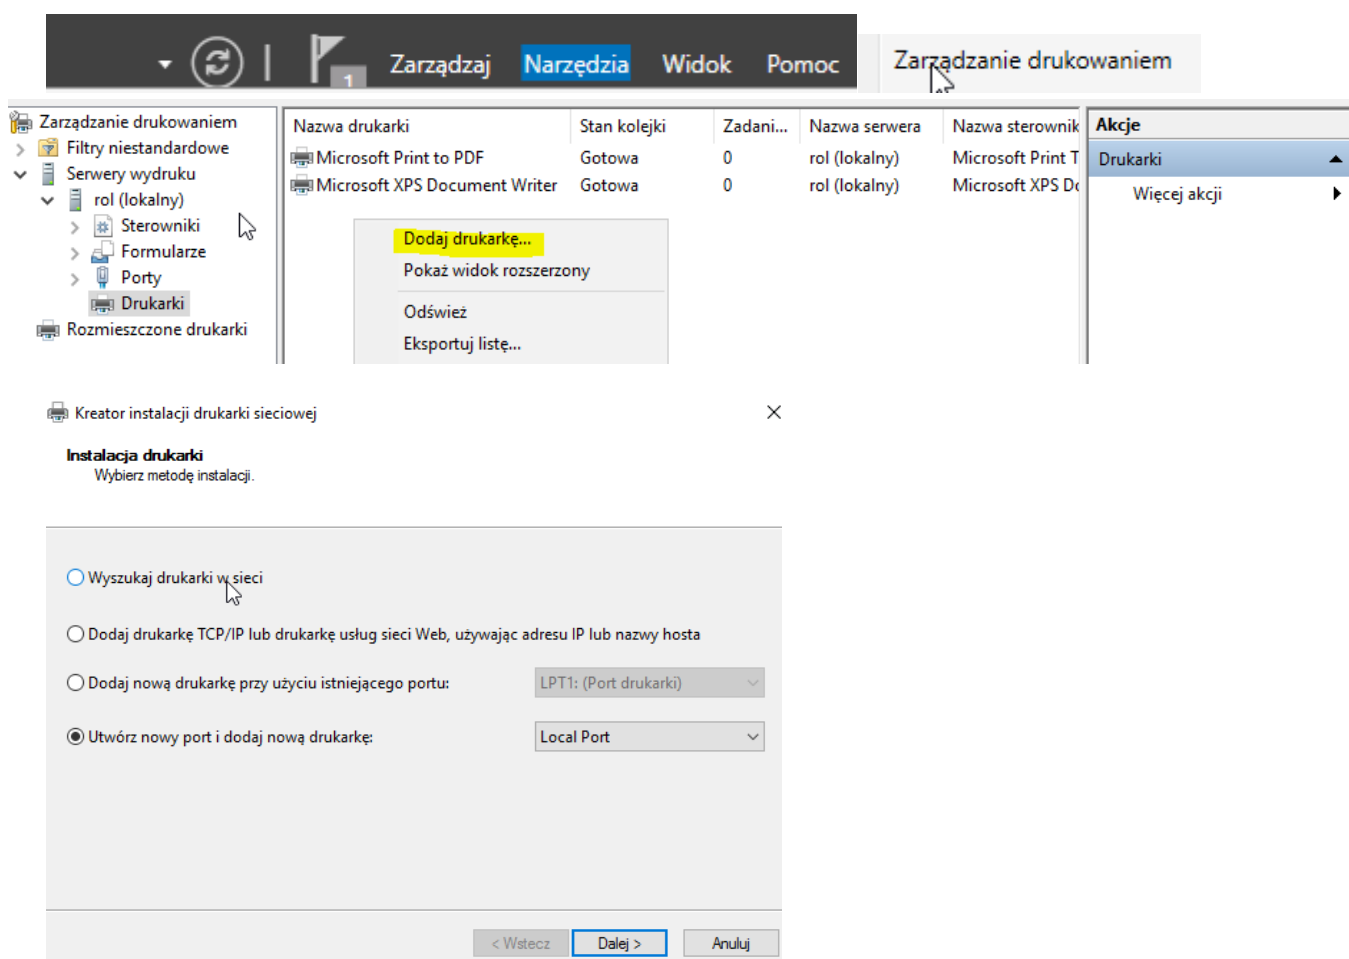 1 Zarządzaj Narzędzia Widok Pomoc Zarządzanie drukowaniem
Zarządzanie drukowaniem
Filtry niestandardowe
Serwery wydruku
rol (lokalny)
Sterowniki
Formularze
Porty
Drukarki
Rozmieszczone drukarki
Nazwa drukarki Stan kolejki Zadani... Nazwa serwera Nazwa sterownik
Microsoft Print to PDF Gotowa 0 rol (lokalny) Microsoft Print T
Microsoft XPS Document Writer Gotowa 0 rol (lokalny) Microsoft XPS Do
Dodaj drukarkę...
Pokaż widok rozszerzony
Odśwież
Eksportuj listę...
Akcje
Drukarki
Więcej akcji
Kreator instalacji drukarki sieciowej
Instalacja drukarki
Wybierz metodę instalacji.
Wyszukaj drukarki w sieci
Dodaj drukarkę TCP/IP lub drukarkę usług sieci Web, używając adresu IP lub nazwy hosta
Dodaj nową drukarkę przy użyciu istniejącego portu: LPT1: (Port drukarki)
Utwórz nowy port i dodaj nową drukarkę: Local Port
< Wstecz Dalej > Anuluj